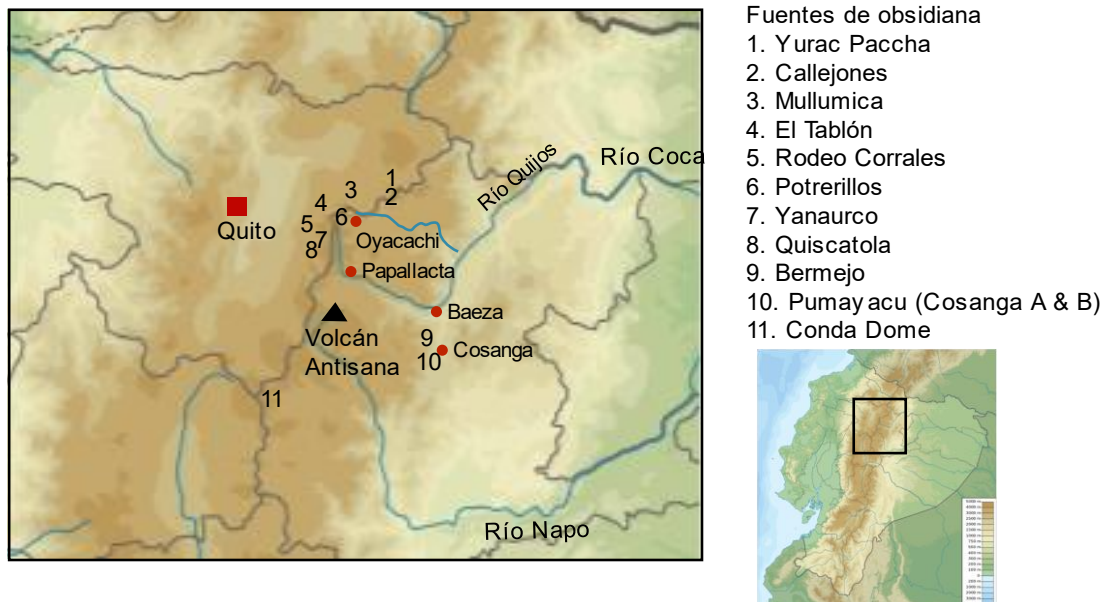 Fuentes de obsidiana
1. Yurac Paccha
2. Callejones
3. Mullumica
4. El Tablón
5. Rodeo Corrales
6. Potrerillos
7. Yanaurco
8. Quiscatola
9. Bermejo
10. Pumayacu (Cosanga A & B)
11. Conda Dome
Río Coca
Río Quijos
1
2
3
4
5
6
7
8
Quito
Oyacachi
Papallacta
Baeza
Volcán
Antisana
9
10
Cosanga
11
Río Napo